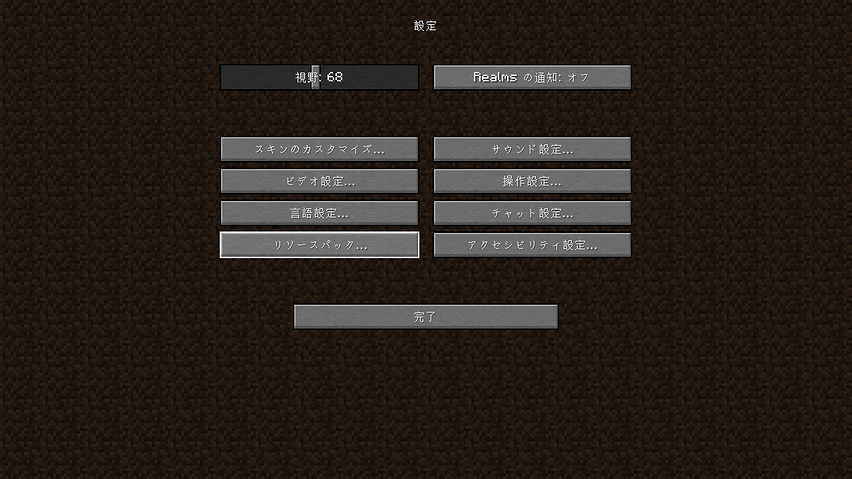 設定
視野: 68
Realms の通知: オフ
スキンのカスタマイズ...
サウンド設定...
ビデオ設定...
操作設定...
言語設定...
チャット設定...
リソースパック...
アクセシビリティ設定...
完了